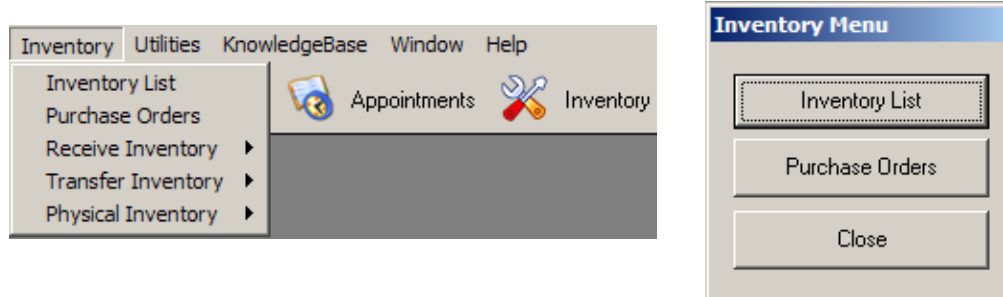 Inventory Utilities KnowledgeBase Window Help
Inventory List
Purchase Orders
Receive Inventory
Transfer Inventory
Physical Inventory
Appointments
Inventory
Inventory Menu
Inventory List
Purchase Orders
Close